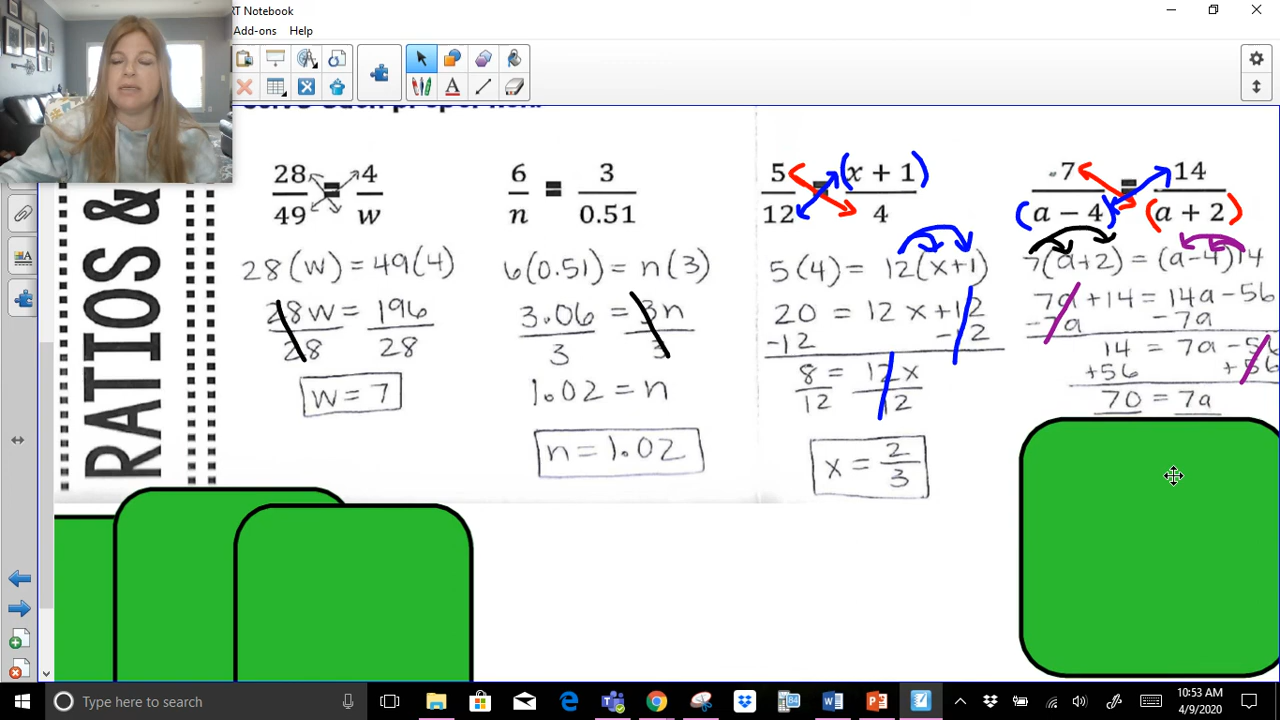 RT Notebook
Add-ons Help
solve each proportion.
RATIOS &
28/49 = 4/w
28(w) = 49(4)
28w/28 = 196/28
w = 7
6/n = 3/0.51
6(0.51) = n(3)
3.06/3 = 3n/3
1.02 = n
n = 1.02
5/12 = (x + 1)/4
5(4) = 12(x+1)
20 = 12x+12
-12 -12
8/12 = 12x/12
x = 2/3
7/(a − 4) = 14/(a + 2)
7(a+2) = (a-4)14
7a +14 = 14a -56
-7a -7a
14 = 7a -56
+56 +56
70 = 7a
Type here to search
10:53 AM
4/9/2020